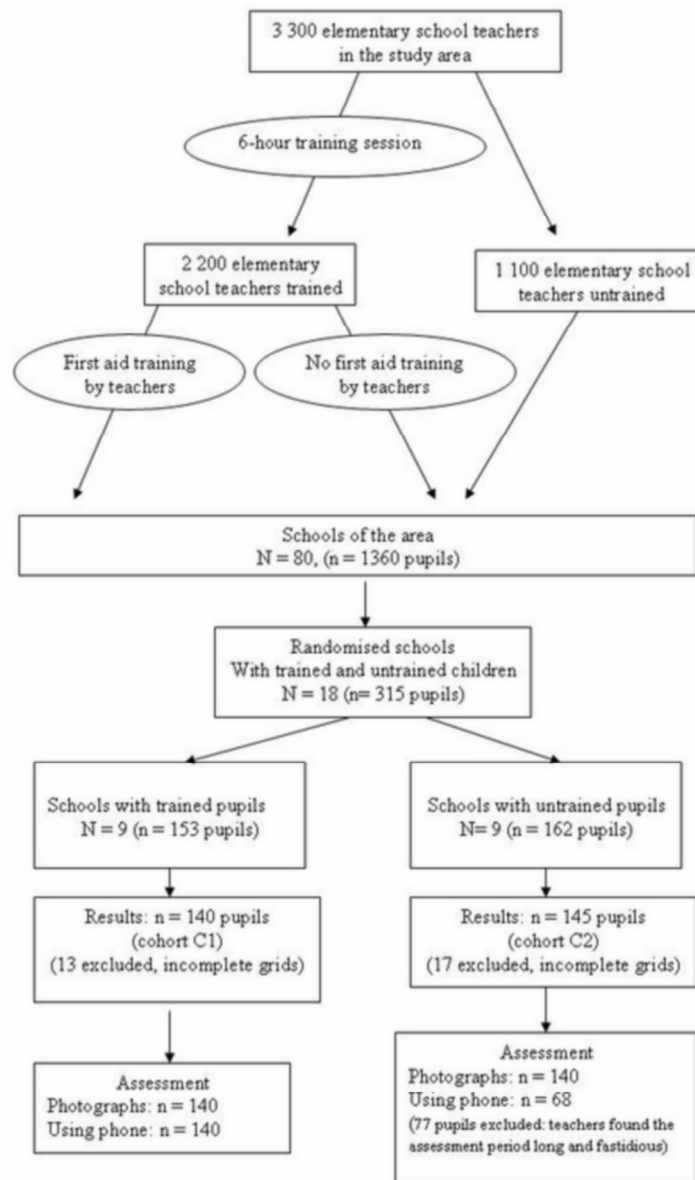 3 300 elementary school teachers
in the study area
6-hour training session
2 200 elementary
school teachers trained
1 100 elementary school
teachers untrained
First aid training
by teachers
No first aid training
by teachers
Schools of the area
N = 80, (n = 1360 pupils)
Randomised schools
With trained and untrained children
N = 18 (n= 315 pupils)
Schools with trained pupils
N = 9 (n = 153 pupils)
Schools with untrained pupils
N= 9 (n = 162 pupils)
Results: n = 140 pupils
(cohort C1)
(13 excluded, incomplete grids)
Results: n = 145 pupils
(cohort C2)
(17 excluded, incomplete grids)
Assessment
Photographs: n = 140
Using phone: n = 140
Assessment
Photographs: n = 140
Using phone: n = 68
(77 pupils excluded: teachers found the
assessment period long and fastidious)